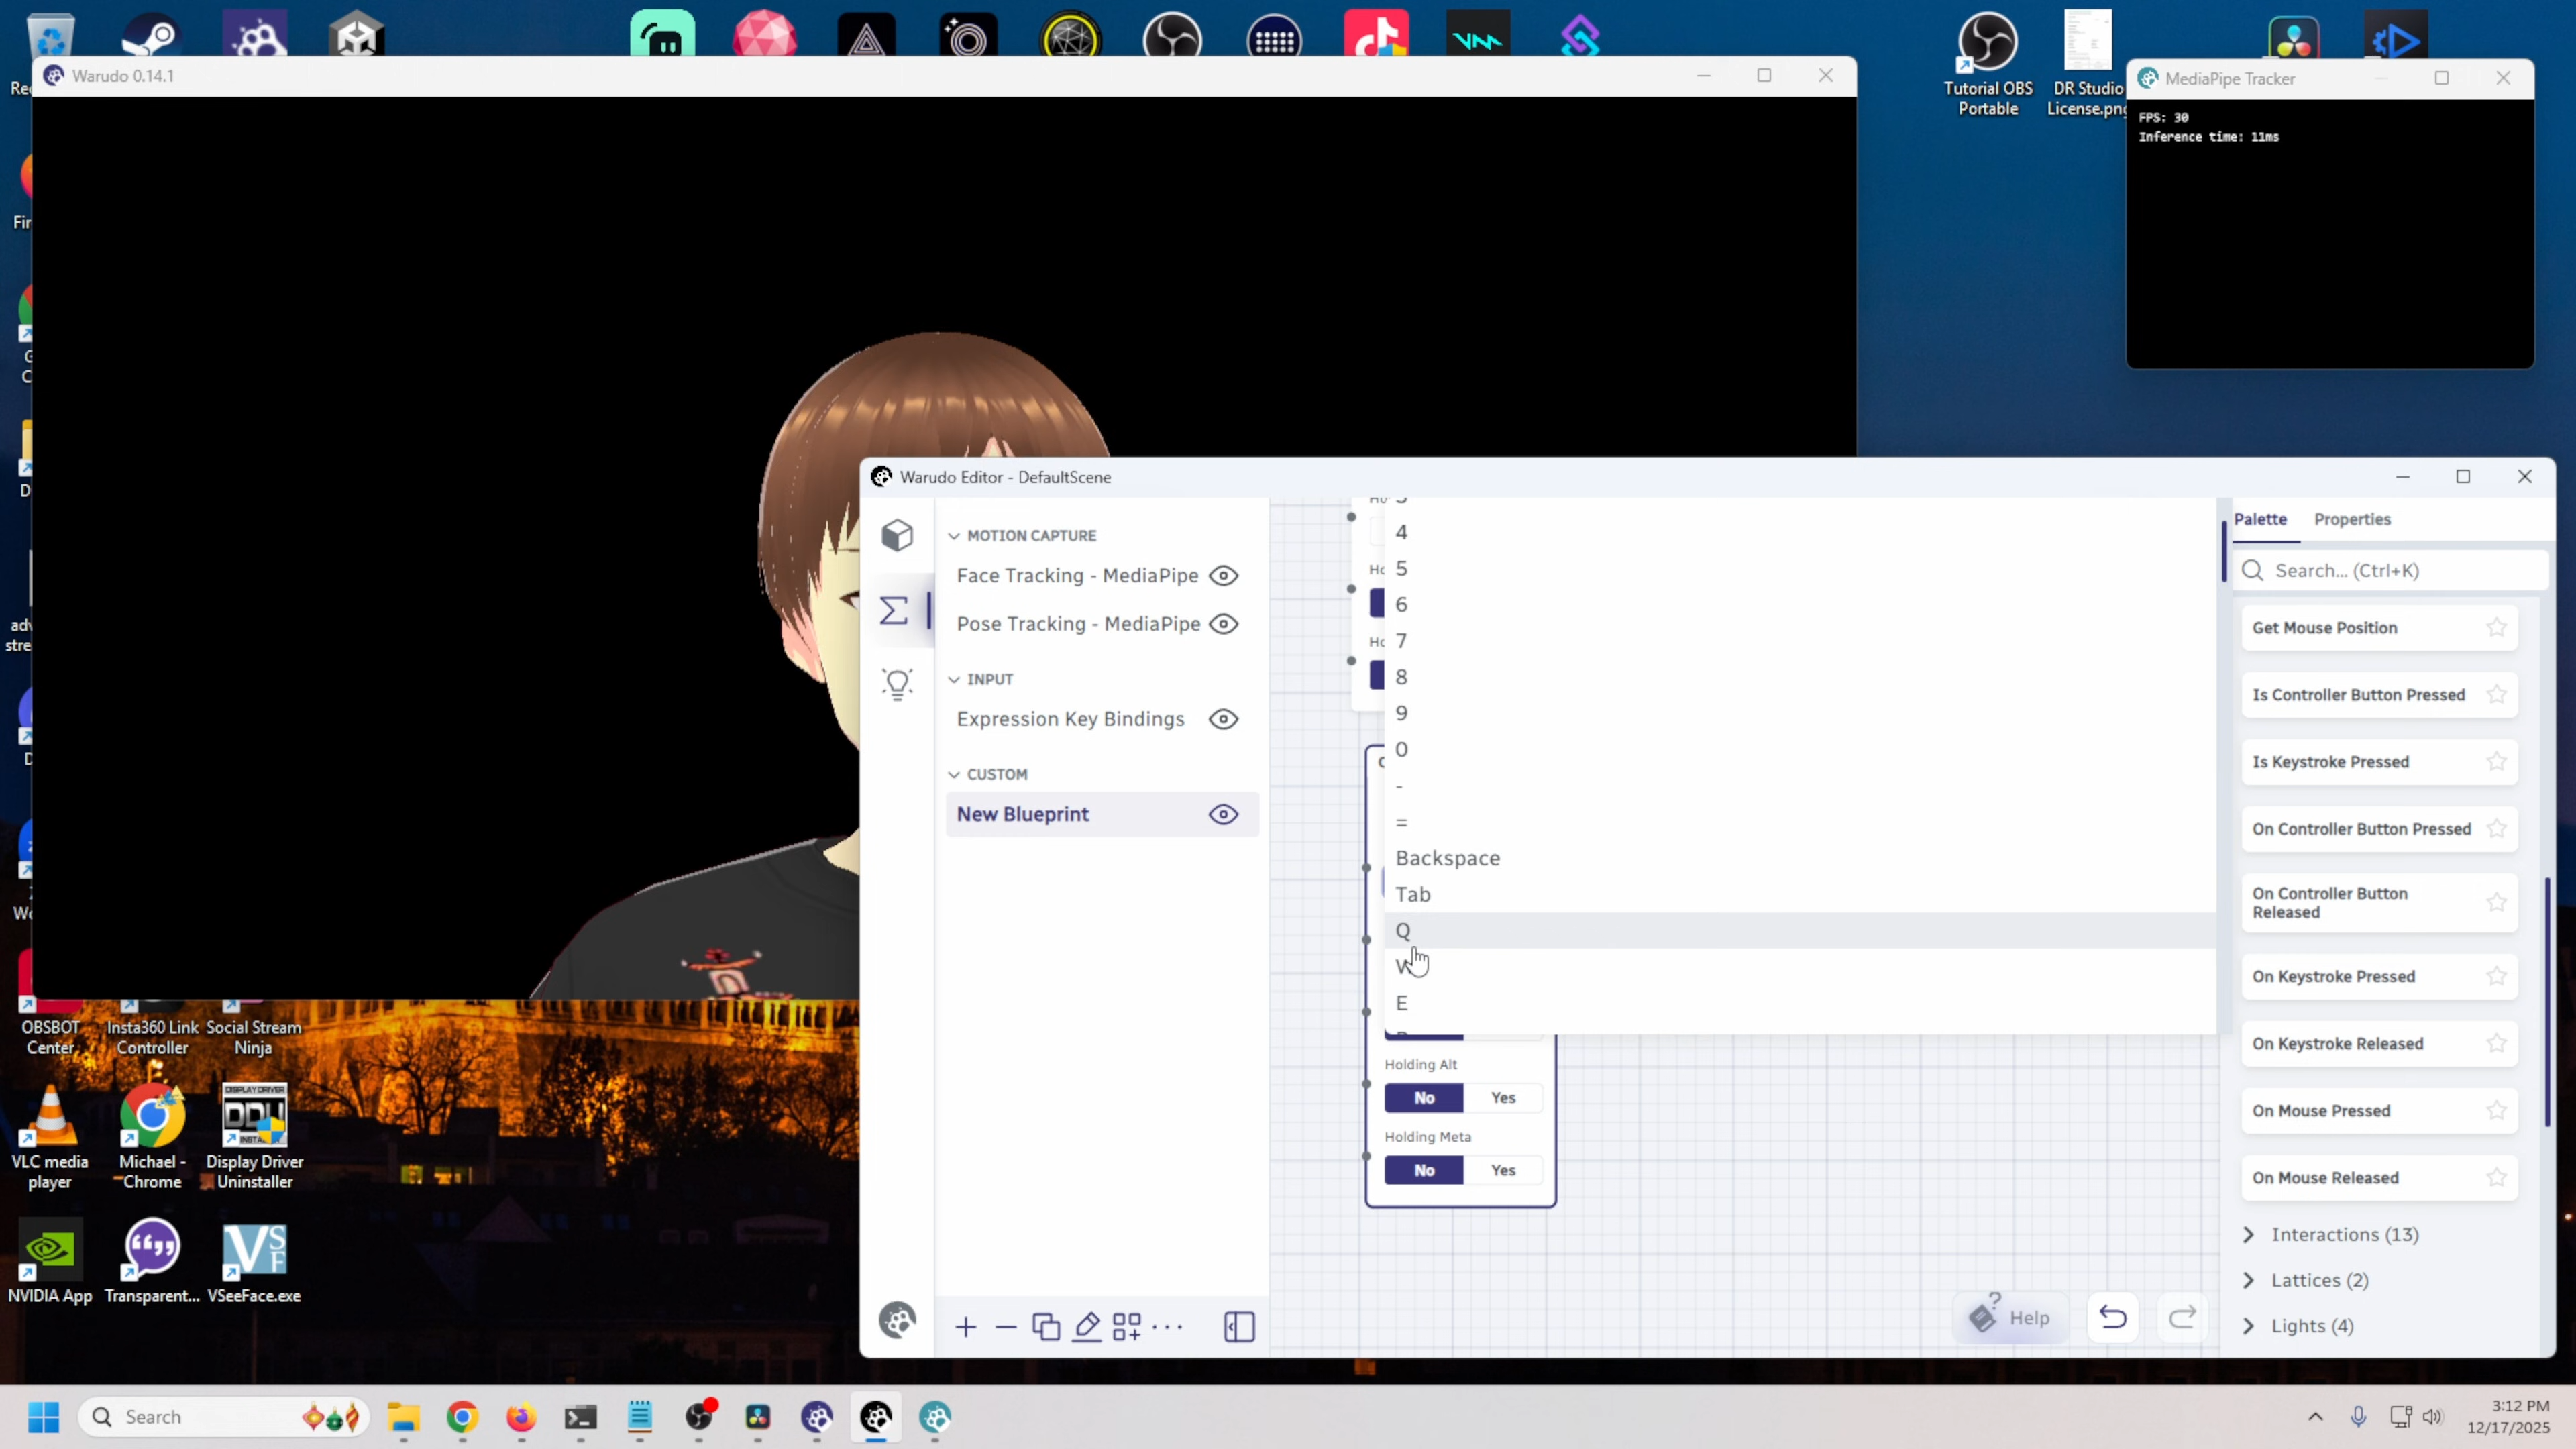 Warudo 0.14.1
Tutorial OBS
Portable
DR Studio
License.png
MediaPipe Tracker
FPS: 30
Inference time: 11ms
Warudo Editor - DefaultScene
MOTION CAPTURE
Face Tracking - MediaPipe
Pose Tracking - MediaPipe
INPUT
Expression Key Bindings
CUSTOM
New Blueprint
4
5
6
7
8
9
0
-
=
Backspace
Tab
Q
W
E
Holding Alt
No
Yes
Holding Meta
No
Yes
Palette
Properties
Search... (Ctrl+K)
Get Mouse Position
Is Controller Button Pressed
Is Keystroke Pressed
On Controller Button Pressed
On Controller Button
Released
On Keystroke Pressed
On Keystroke Released
On Mouse Pressed
On Mouse Released
Interactions (13)
Lattices (2)
Lights (4)
Help
OBSBOT
Center
Insta360 Link
Controller
Social Stream
Ninja
VLC media
player
Michael -
Chrome
Display Driver
Uninstaller
NVIDIA App
Transparent...
VSeeFace.exe
Search
3:12 PM
12/17/2025